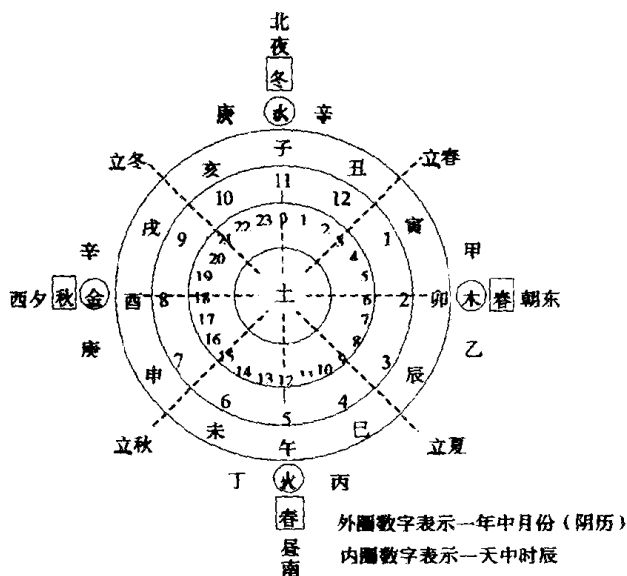 北
夜
冬
庚 水 辛
子
亥 丑
立冬 立春
11
10 12
戌 寅
9 1
23 0 1
22 2
21 3
20 4
19 5
辛 甲
西夕 秋 金 酉 8 18 土 6 2 卯 木 春 朝东
庚 乙
17 7
16 8
15 9
14 13 12 11 10
7 3
申 辰
6 4
5
未 巳
立秋 立夏
午
丁 火 丙
春
昼
南
外圈数字表示一年中月份（阴历）
内圈数字表示一天中时辰